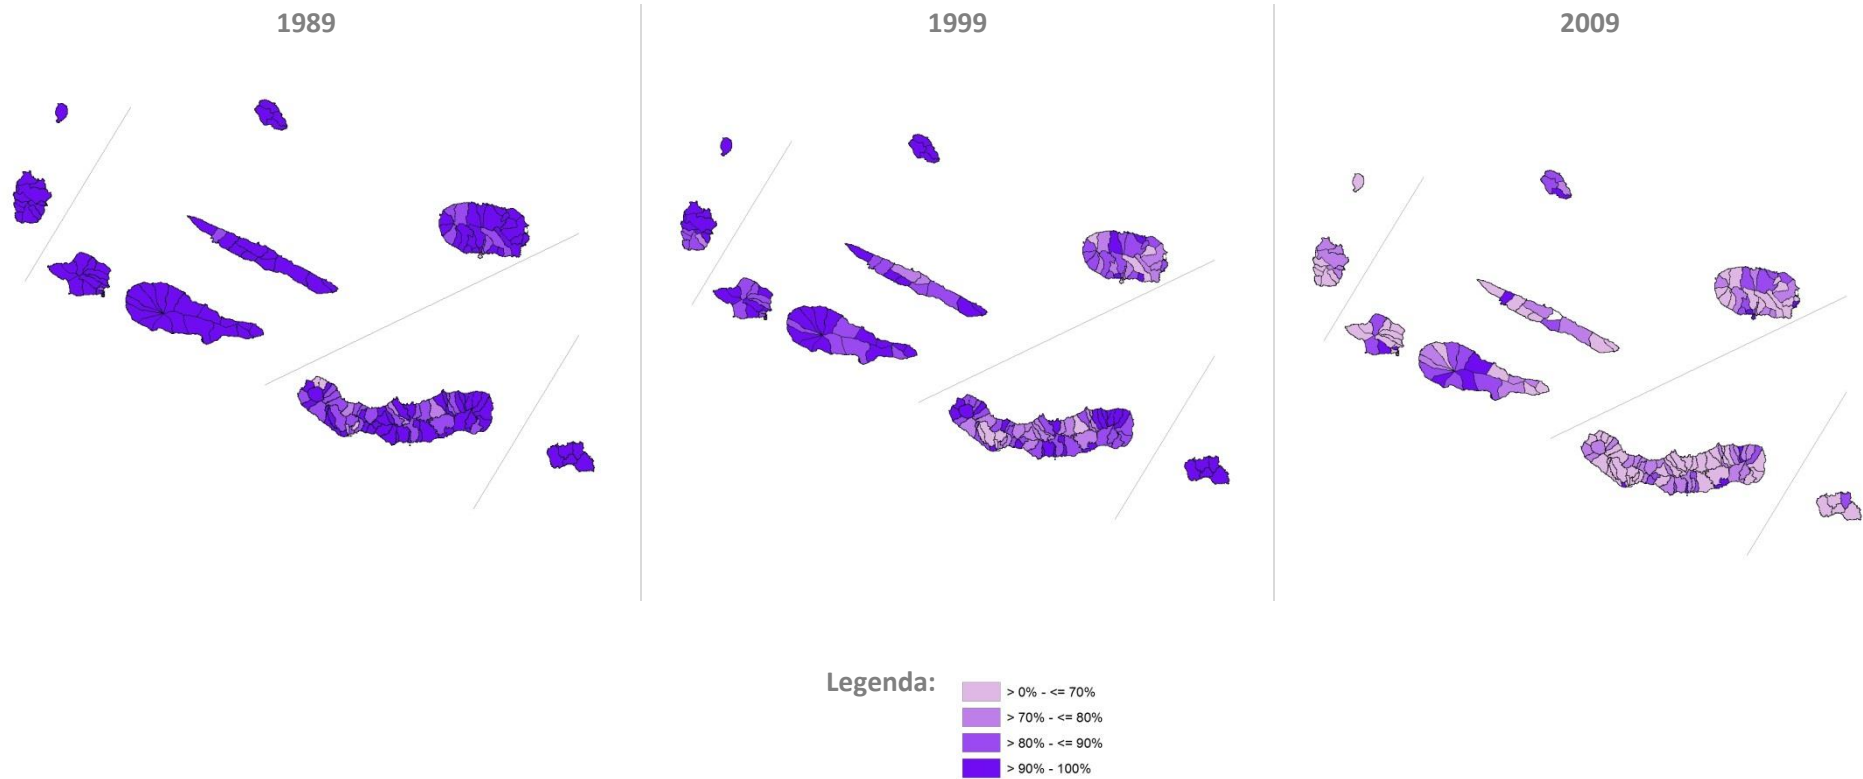 1989
1999
2009
Legenda:
> 0% - <= 70%
> 70% - <= 80%
> 80% - <= 90%
> 90% - 100%